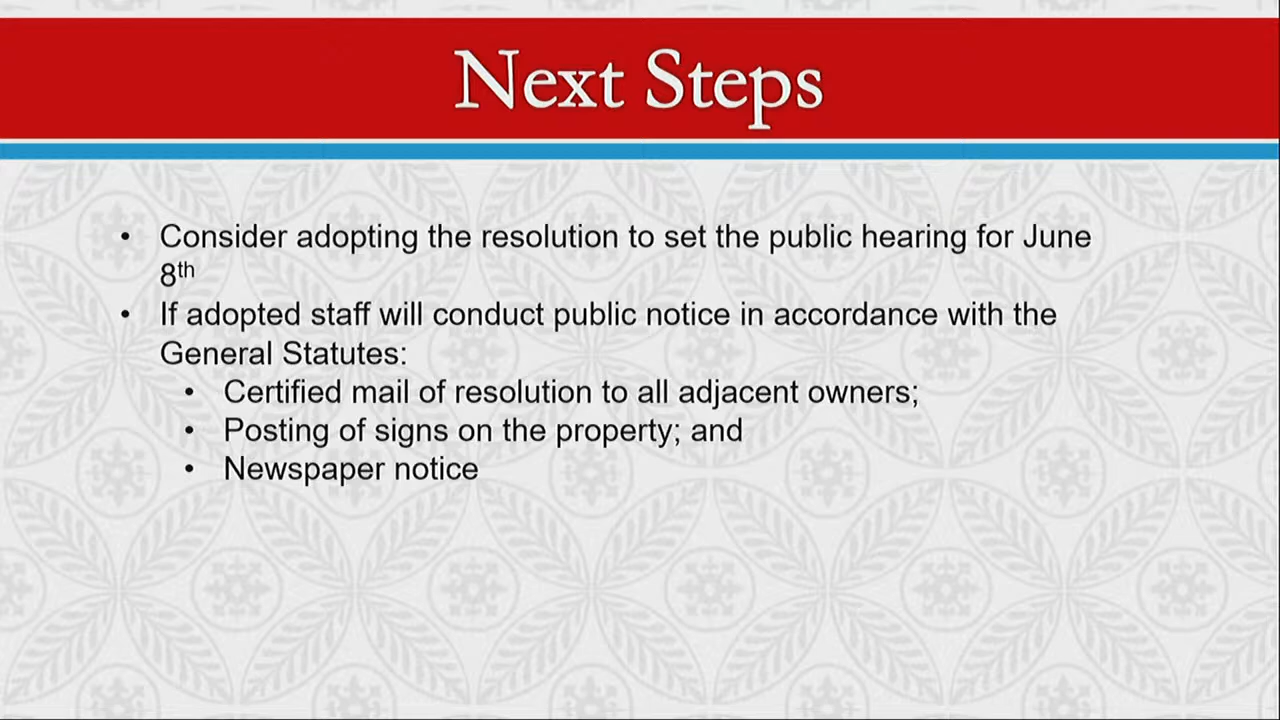 Next Steps
• Consider adopting the resolution to set the public hearing for June
8th
• If adopted staff will conduct public notice in accordance with the
General Statutes:
• Certified mail of resolution to all adjacent owners;
• Posting of signs on the property; and
• Newspaper notice